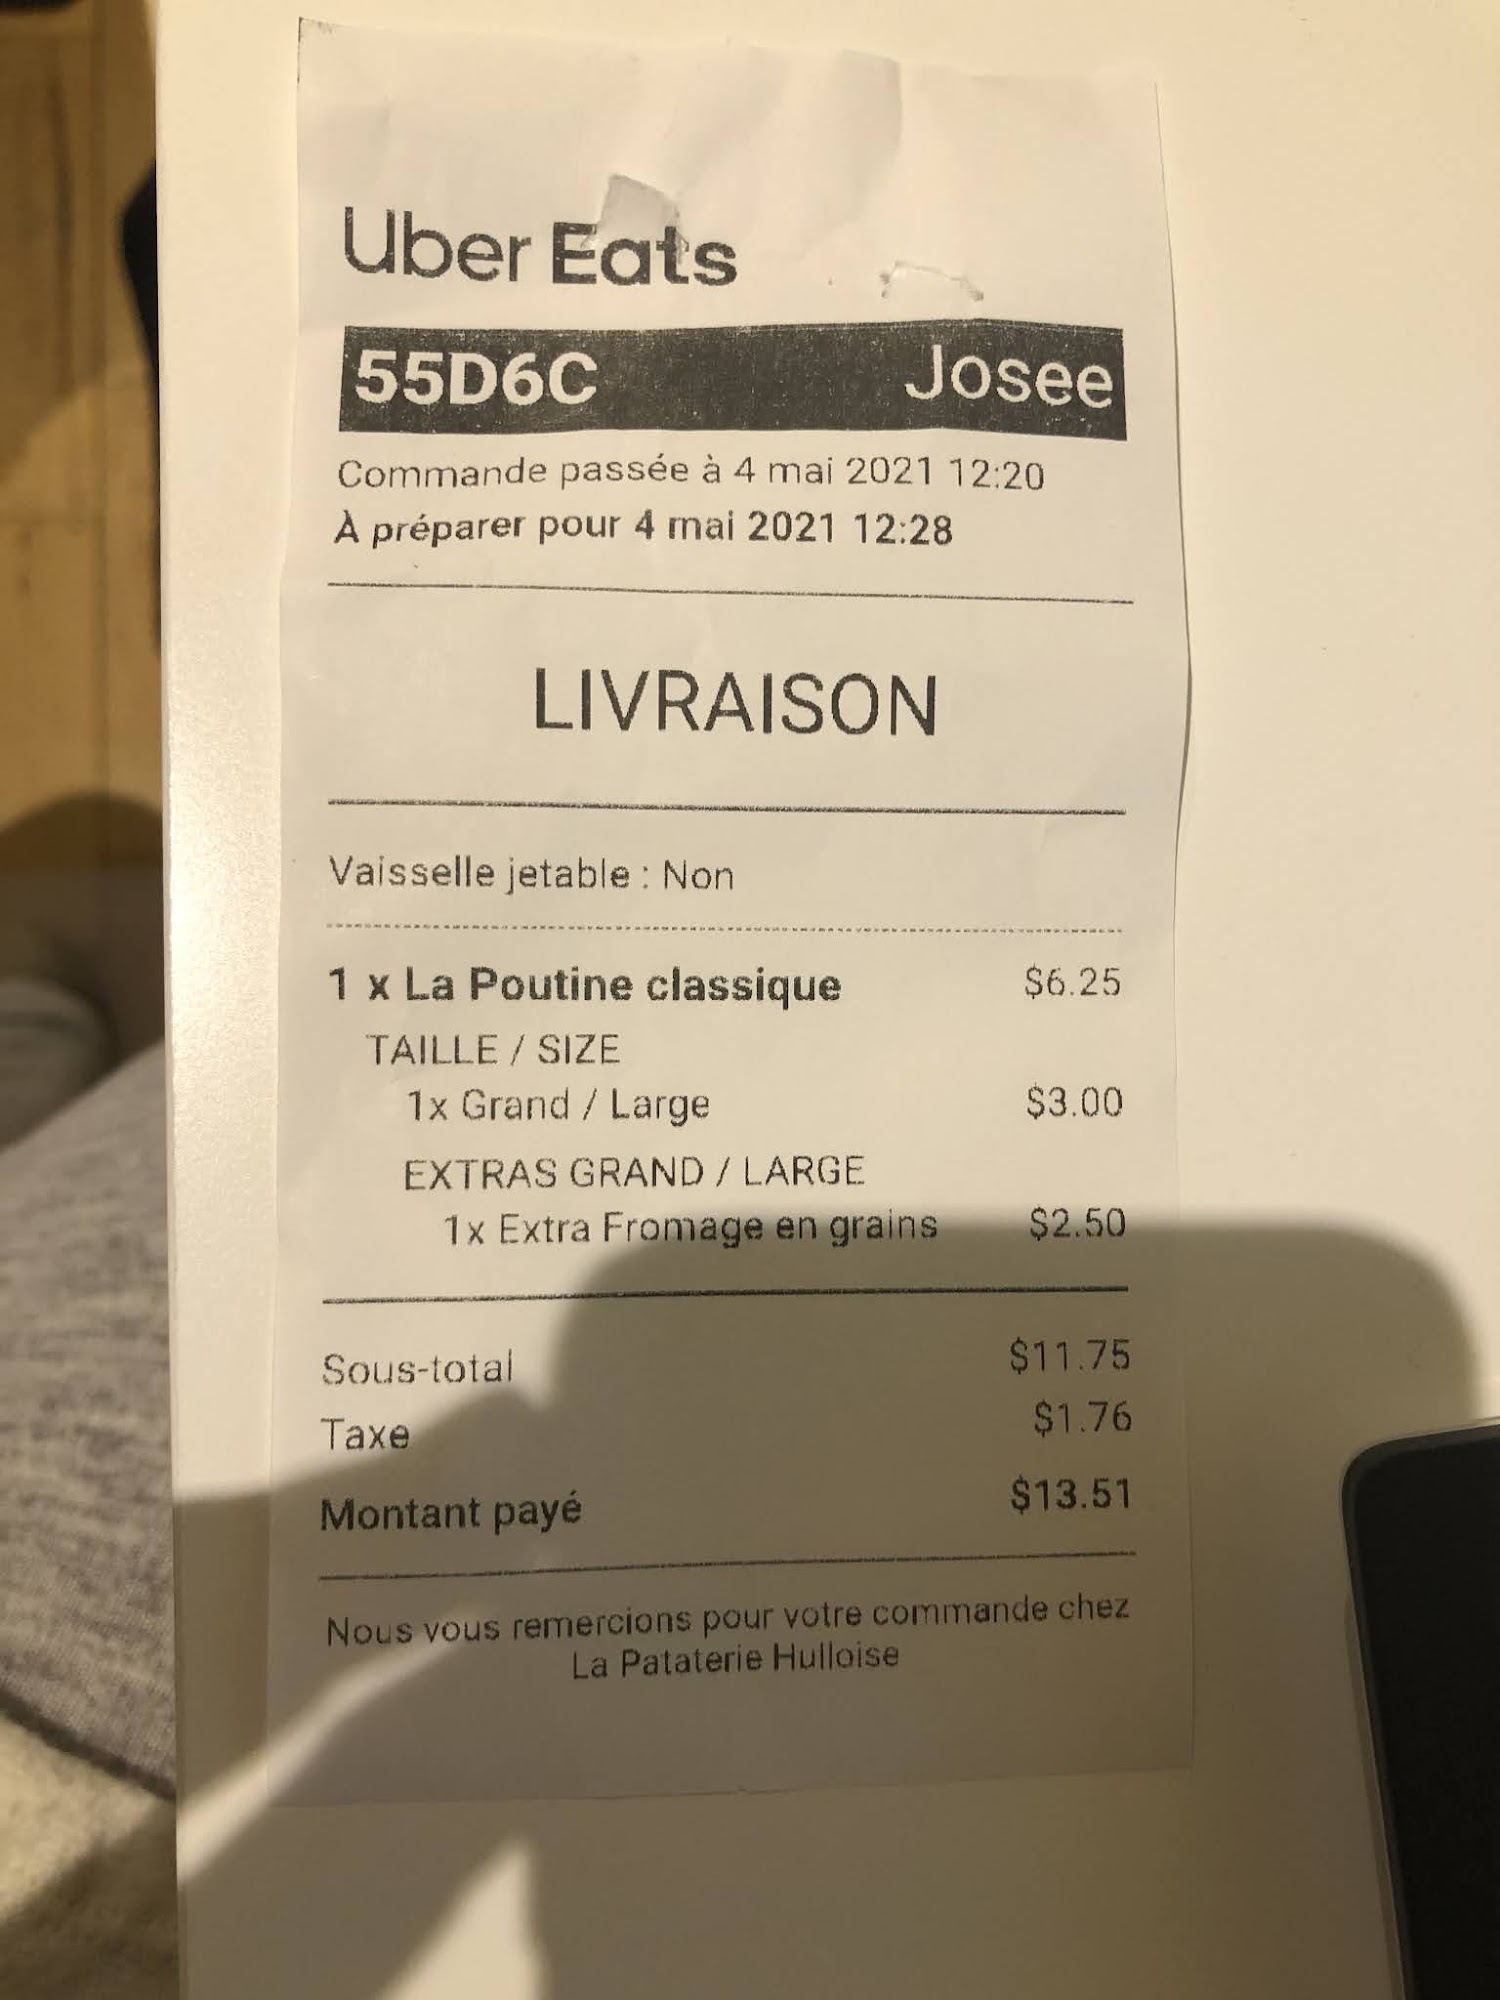 Uber Eats
55D6C Josee
Commande passée à 4 mai 2021 12:20
À préparer pour 4 mai 2021 12:28
LIVRAISON
Vaisselle jetable : Non
1 x La Poutine classique $6.25
TAILLE / SIZE
1x Grand / Large $3.00
EXTRAS GRAND / LARGE
1x Extra Fromage en grains $2.50
Sous-total $11.75
Taxe $1.76
Montant payé $13.51
Nous vous remercions pour votre commande chez
La Pataterie Hulloise